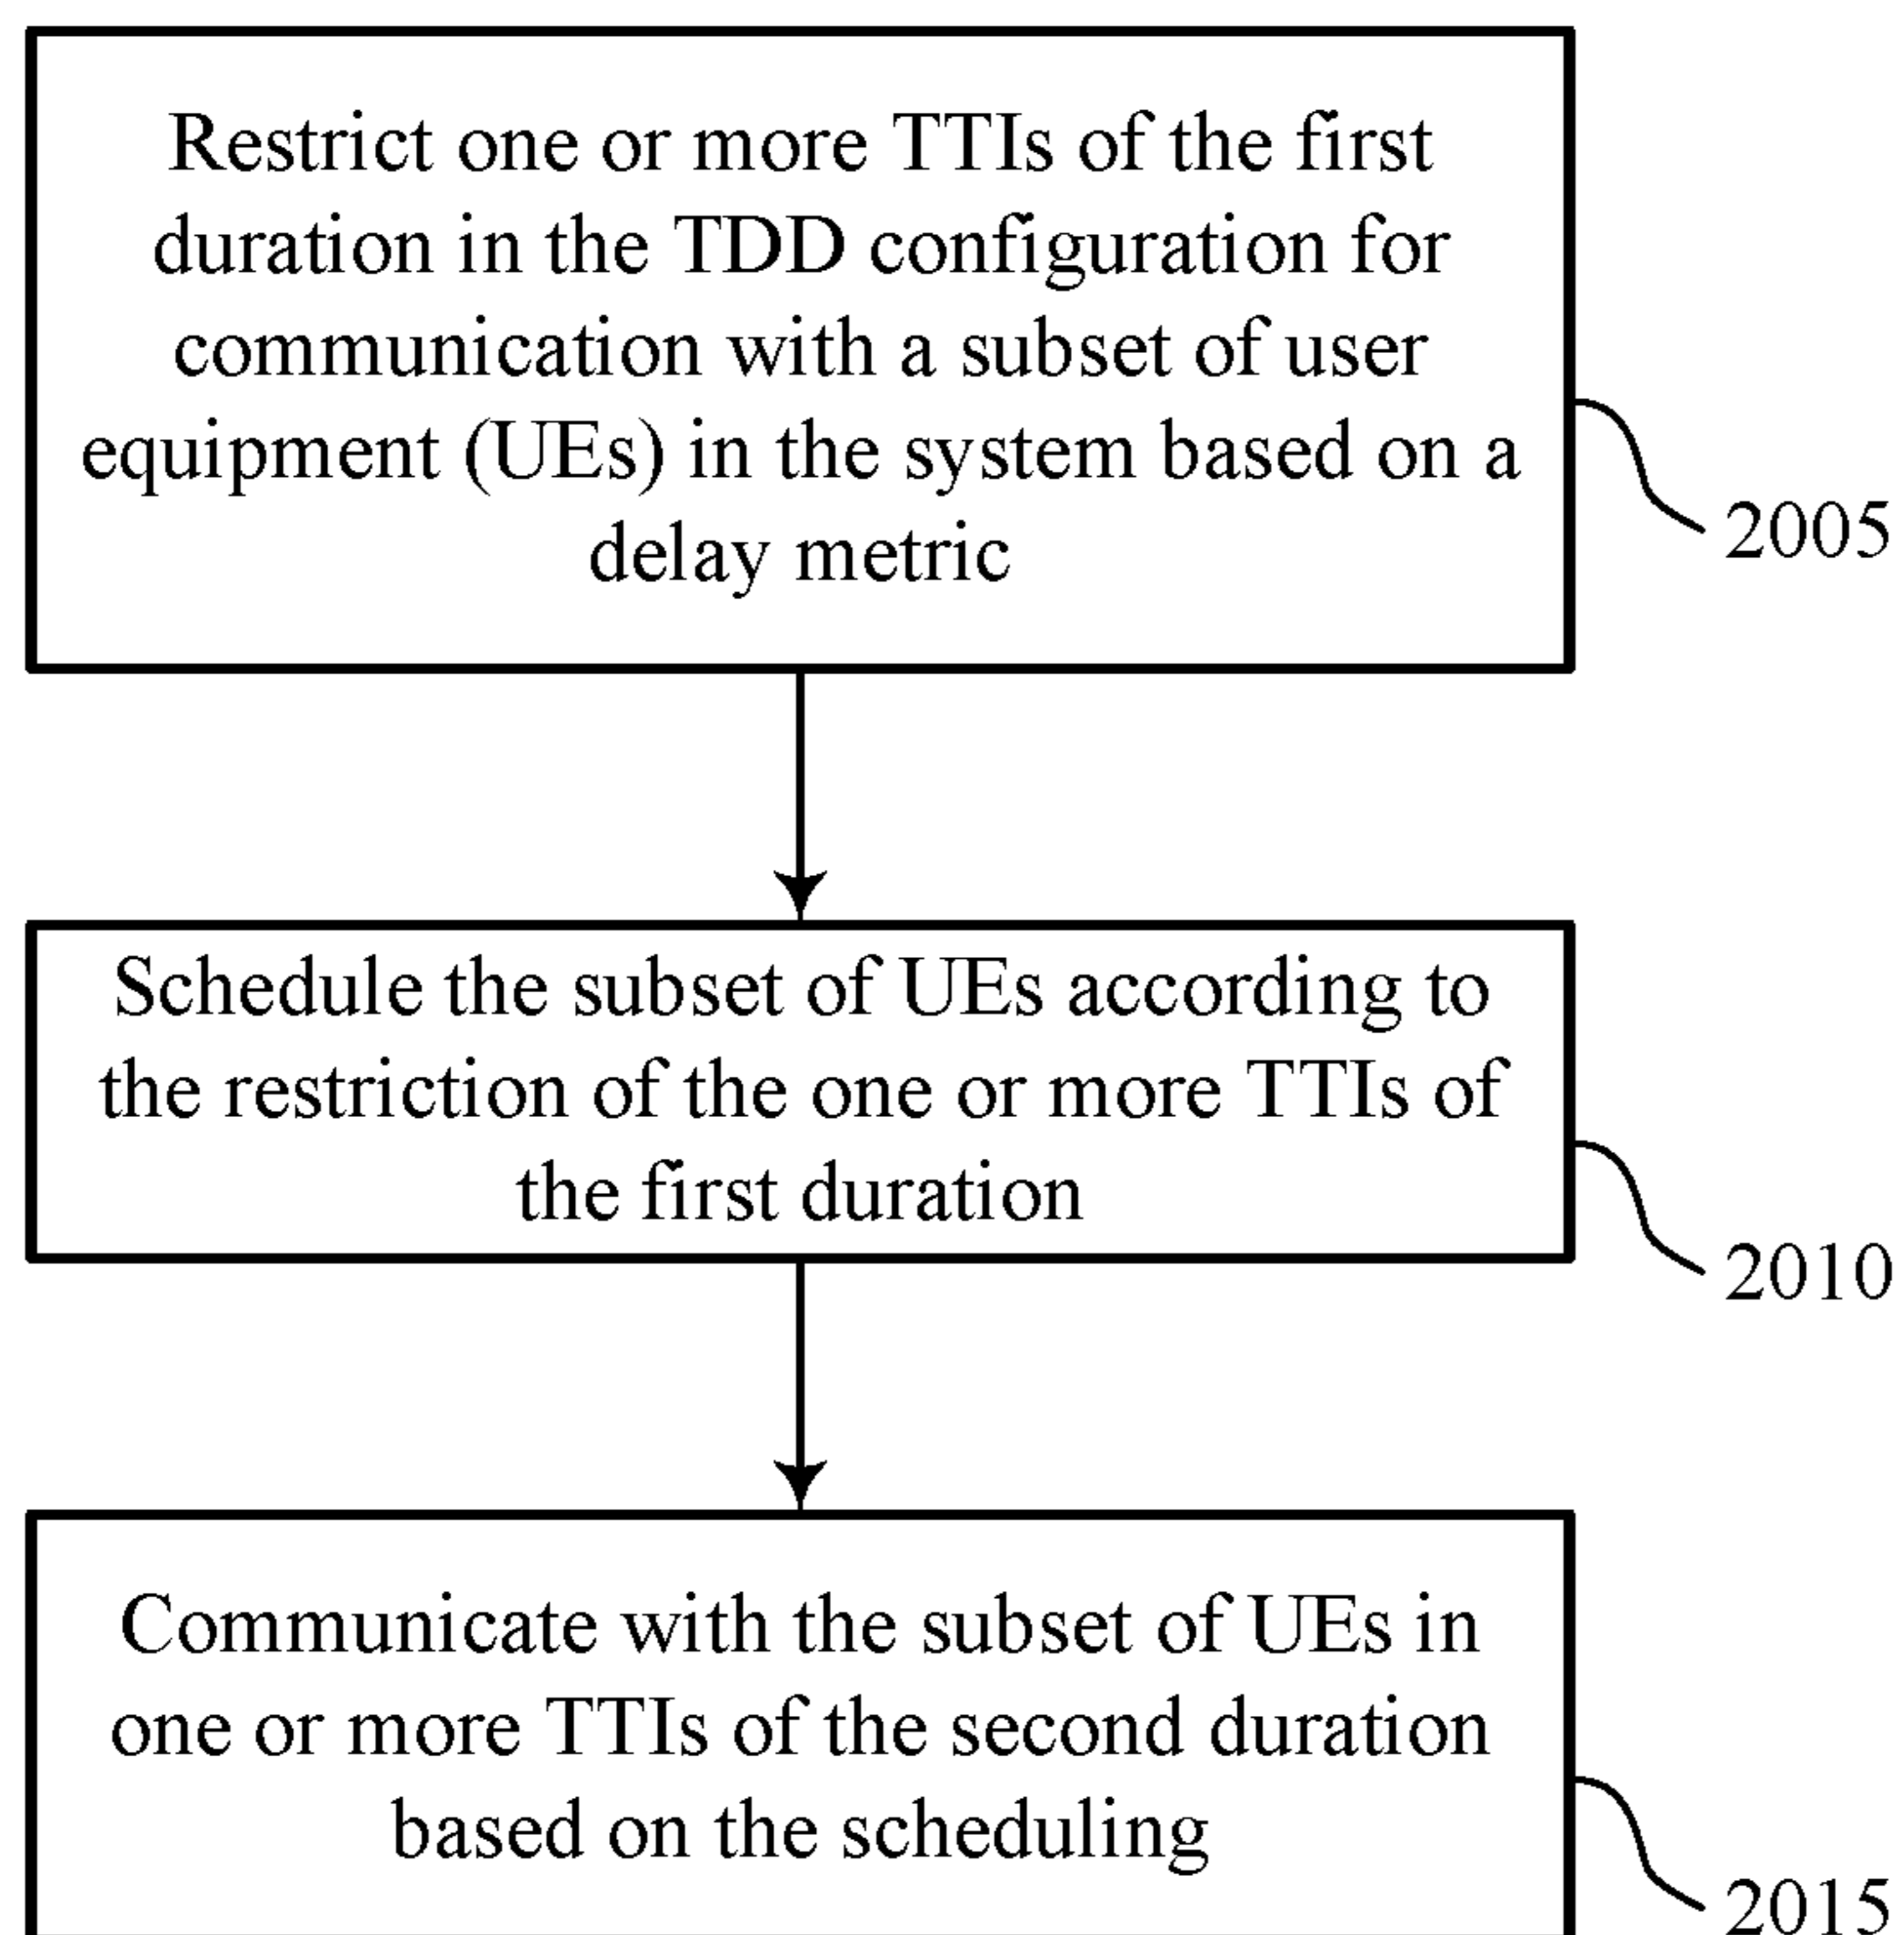 Restrict one or more TTIs of the first
duration in the TDD configuration for
communication with a subset of user
equipment (UEs) in the system based on a
delay metric
2005
Schedule the subset of UEs according to
the restriction of the one or more TTIs of
the first duration
2010
Communicate with the subset of UEs in
one or more TTIs of the second duration
based on the scheduling
2015